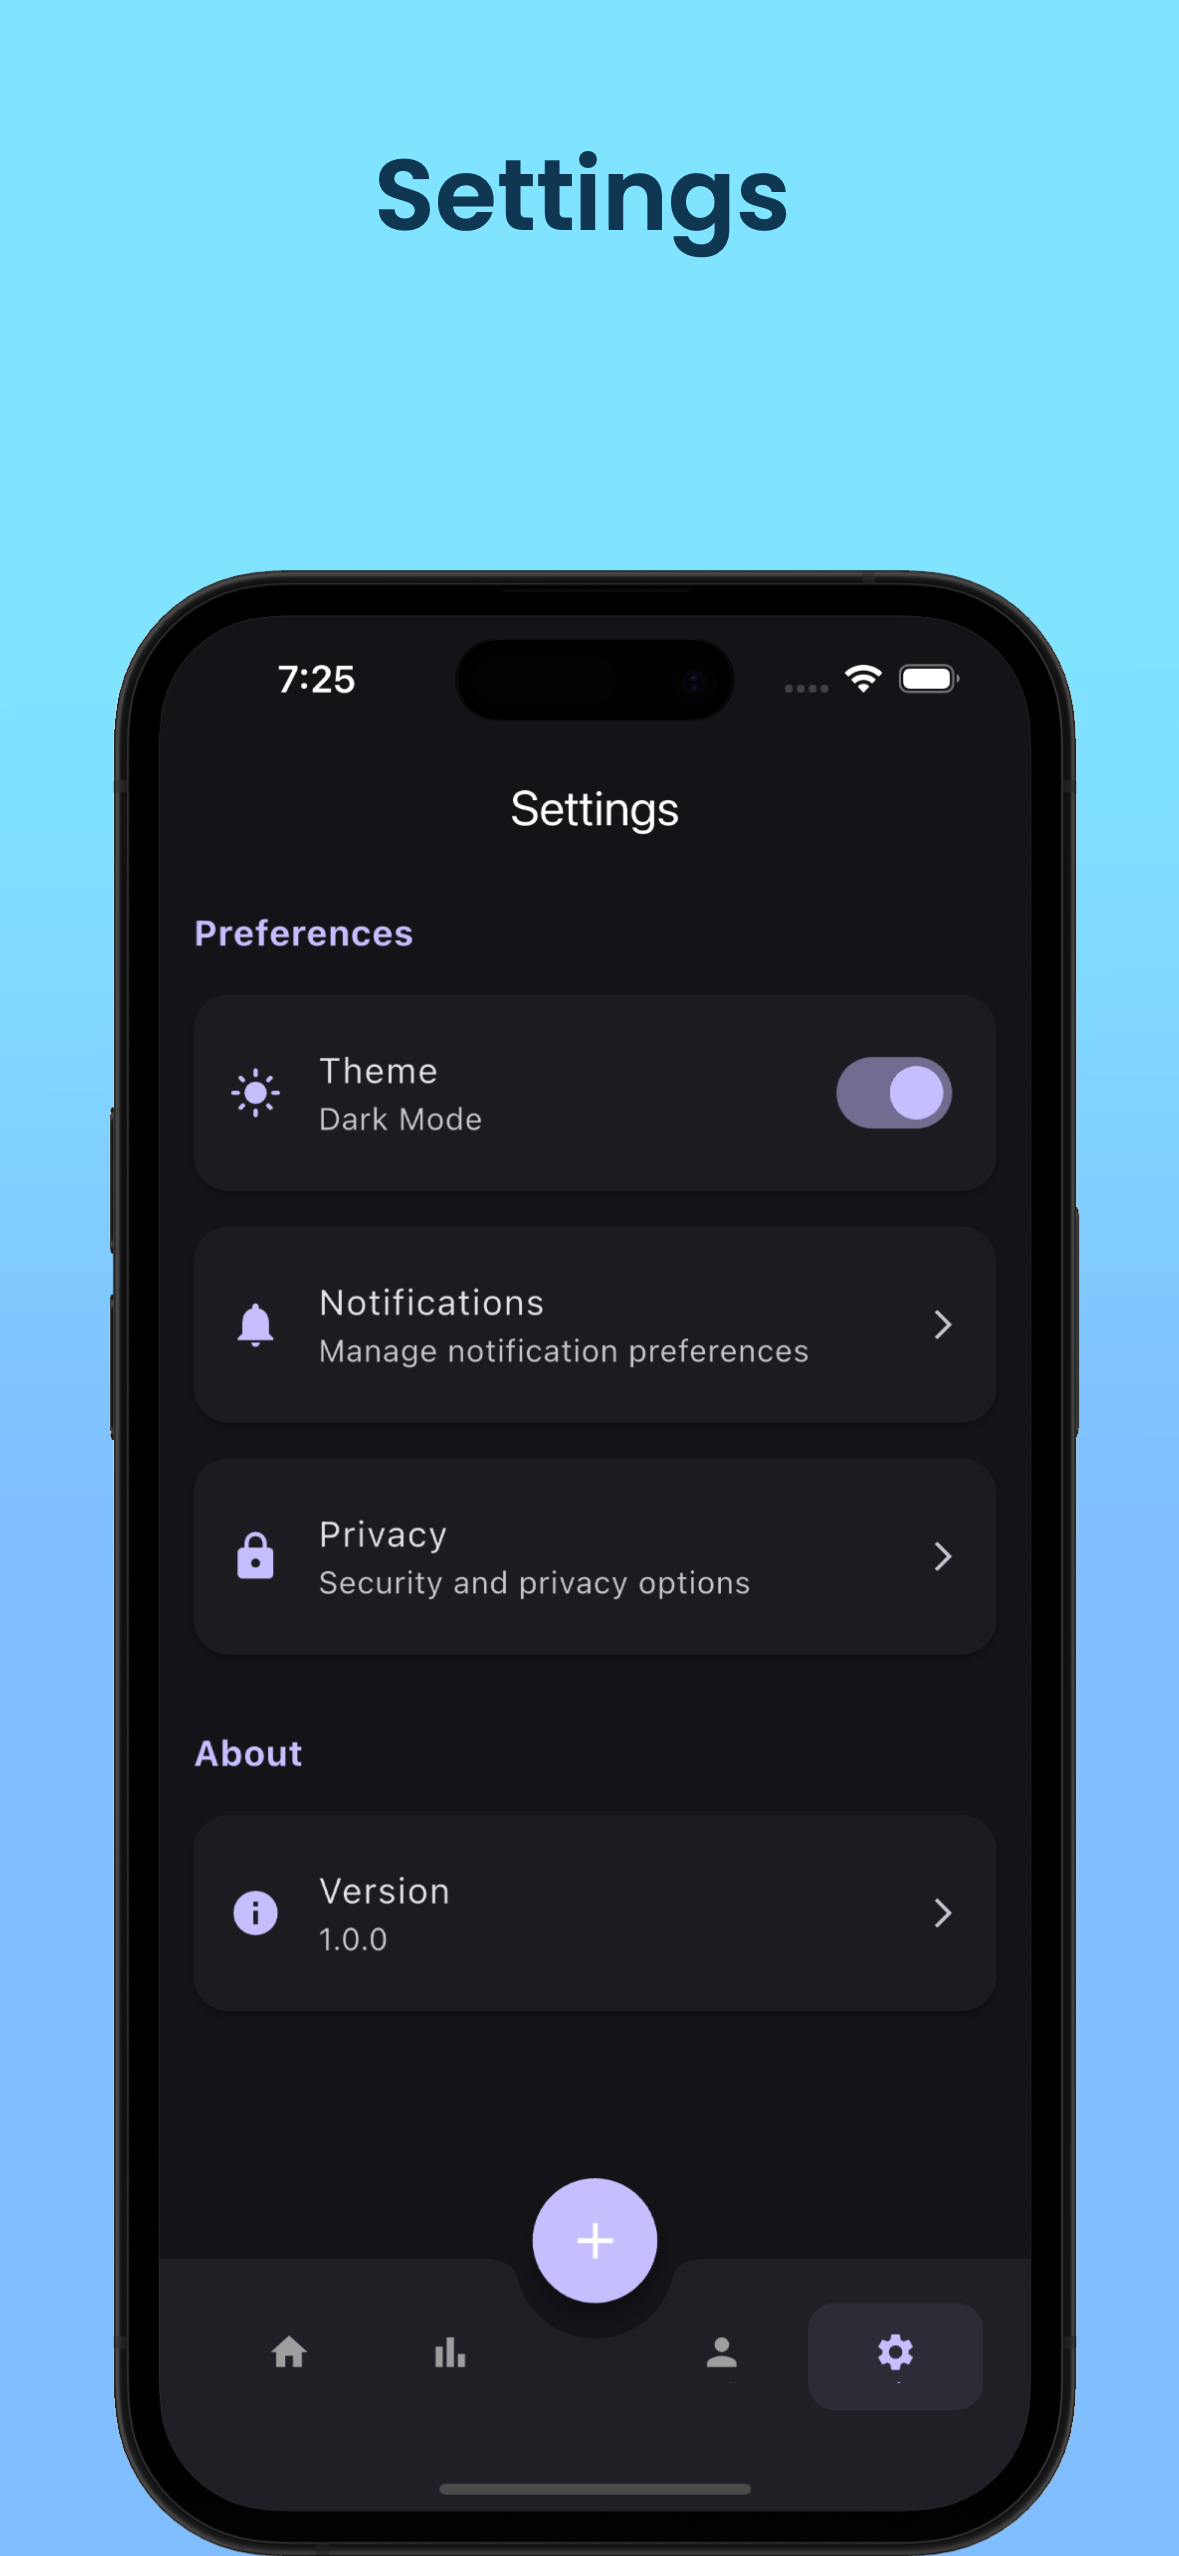 Settings
7:25
Settings
Preferences
Theme
Dark Mode
Notifications
Manage notification preferences
Privacy
Security and privacy options
About
Version
1.0.0